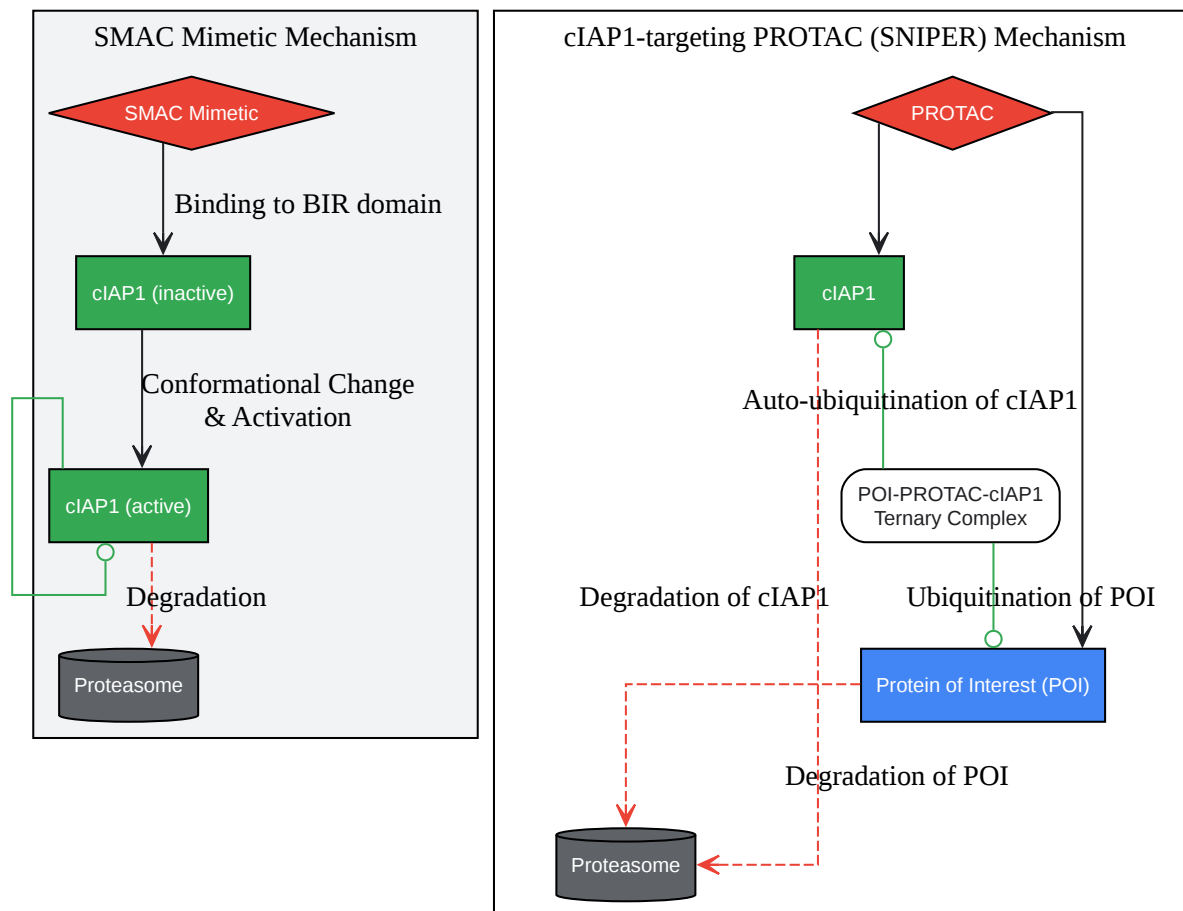 SMAC Mimetic Mechanism
SMAC Mimetic
Binding to BIR domain
cIAP1 (inactive)
Conformational Change
& Activation
cIAP1 (active)
Degradation
Proteasome
cIAP1-targeting PROTAC (SNIPER) Mechanism
PROTAC
cIAP1
Auto-ubiquitination of cIAP1
POI-PROTAC-cIAP1
Ternary Complex
Degradation of cIAP1
Ubiquitination of POI
Protein of Interest (POI)
Degradation of POI
Proteasome